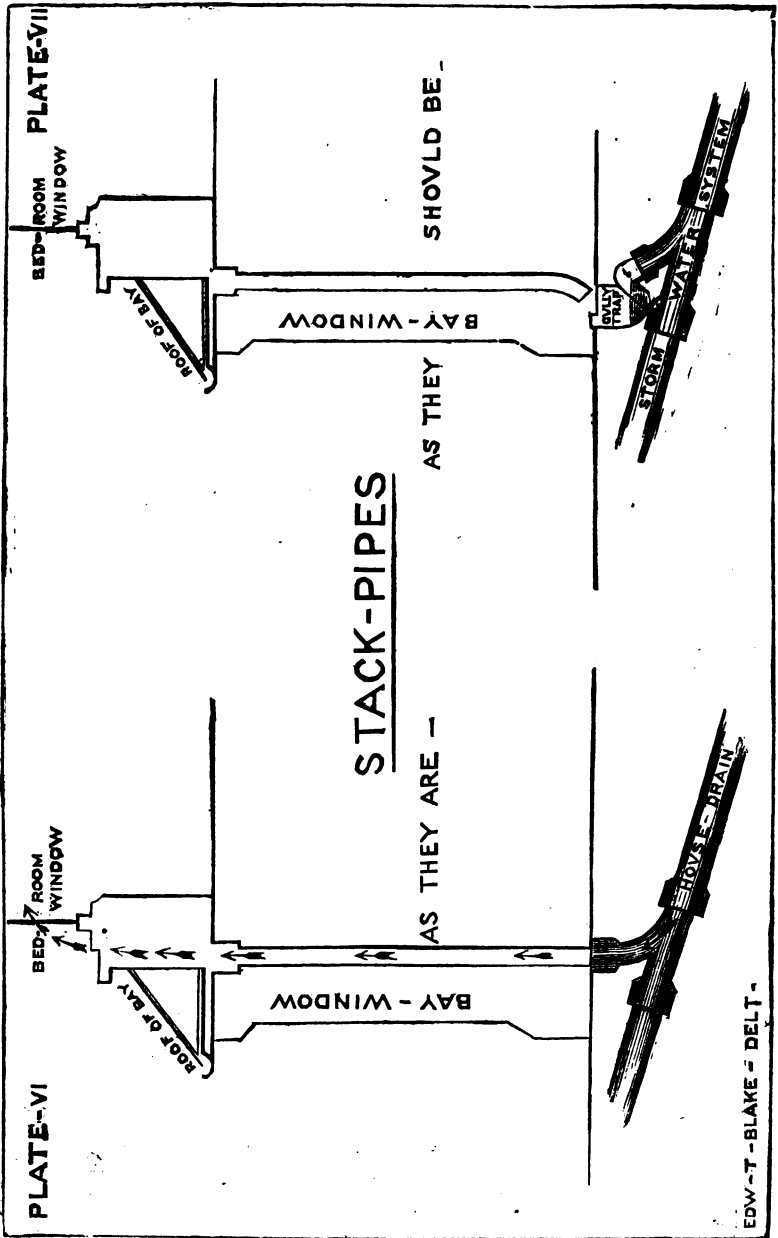 PLATE-VI
PLATE-VII
BED-ROOM
WINDOW
BED-ROOM
WINDOW
ROOF OF BAY
ROOF OF BAY
BAY-WINDOW
BAY-WINDOW
STACK-PIPES
AS THEY ARE -
AS THEY SHOVLD BE-
GVLLY
TRAP
HOVSE-DRAIN
STORM WATER SYSTEM
EDW-T-BLAKE-DELT-